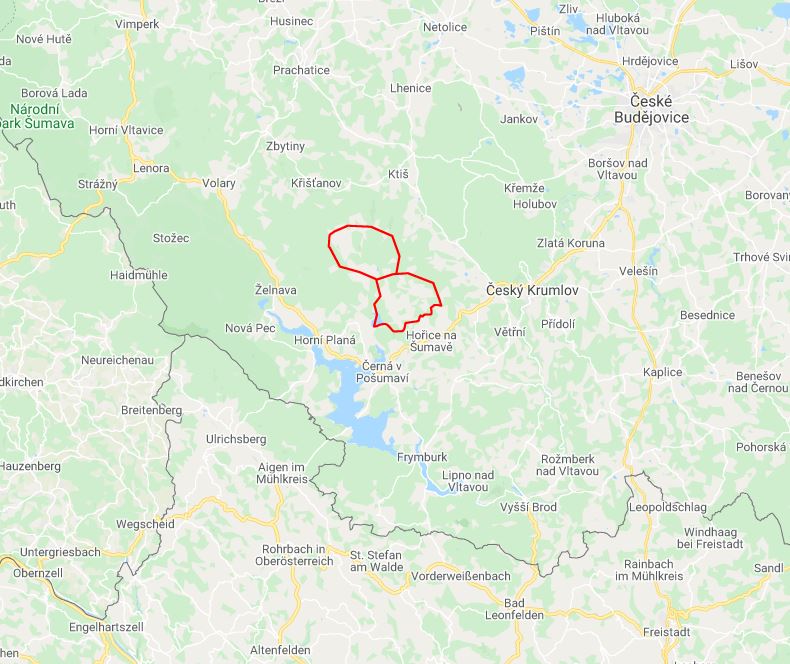 Vimperk
Březi
Husinec
Netolice
Zliv
Hluboká
nad Vltavou
Pištín
Nové Hutě
Hrdějovice
Lišov
Prachatice
Lhenice
Borová Lada
České
Budějovice
Národní
park Šumava
Horní Vltavice
Jankov
Zbytiny
Boršov nad
Vltavou
Lenora
Ktiš
Strážný
Volary
Křišťanov
Křemže
Holubov
Borovany
Stožec
Zlatá Koruna
Trhové Svin
Haidmühle
Velešín
Želnava
Český Krumlov
Besednice
Nová Pec
Horní Planá
Hořice na
Šumavě
Větřní
Přídolí
Neureichenau
Černá v
Pošumaví
Kaplice
Benešov
nad Černou
ldkirchen
Breitenberg
Ulrichsberg
Pohorská
Hauzenberg
Aigen im
Mühlkreis
Frymburk
Lipno nad
Vltavou
Rožmberk
nad Vltavou
Vyšší Brod
Leopoldschlag
Wegscheid
Windhaag
bei Freistadt
Untergriesbach
Obernzell
Rohrbach in
Oberösterreich
St. Stefan
am Walde
Vorderweißenbach
Rainbach
im Mühlkreis
Sandl
Bad
Leonfelden
Engelhartszell
Freistadt
Altenfelden